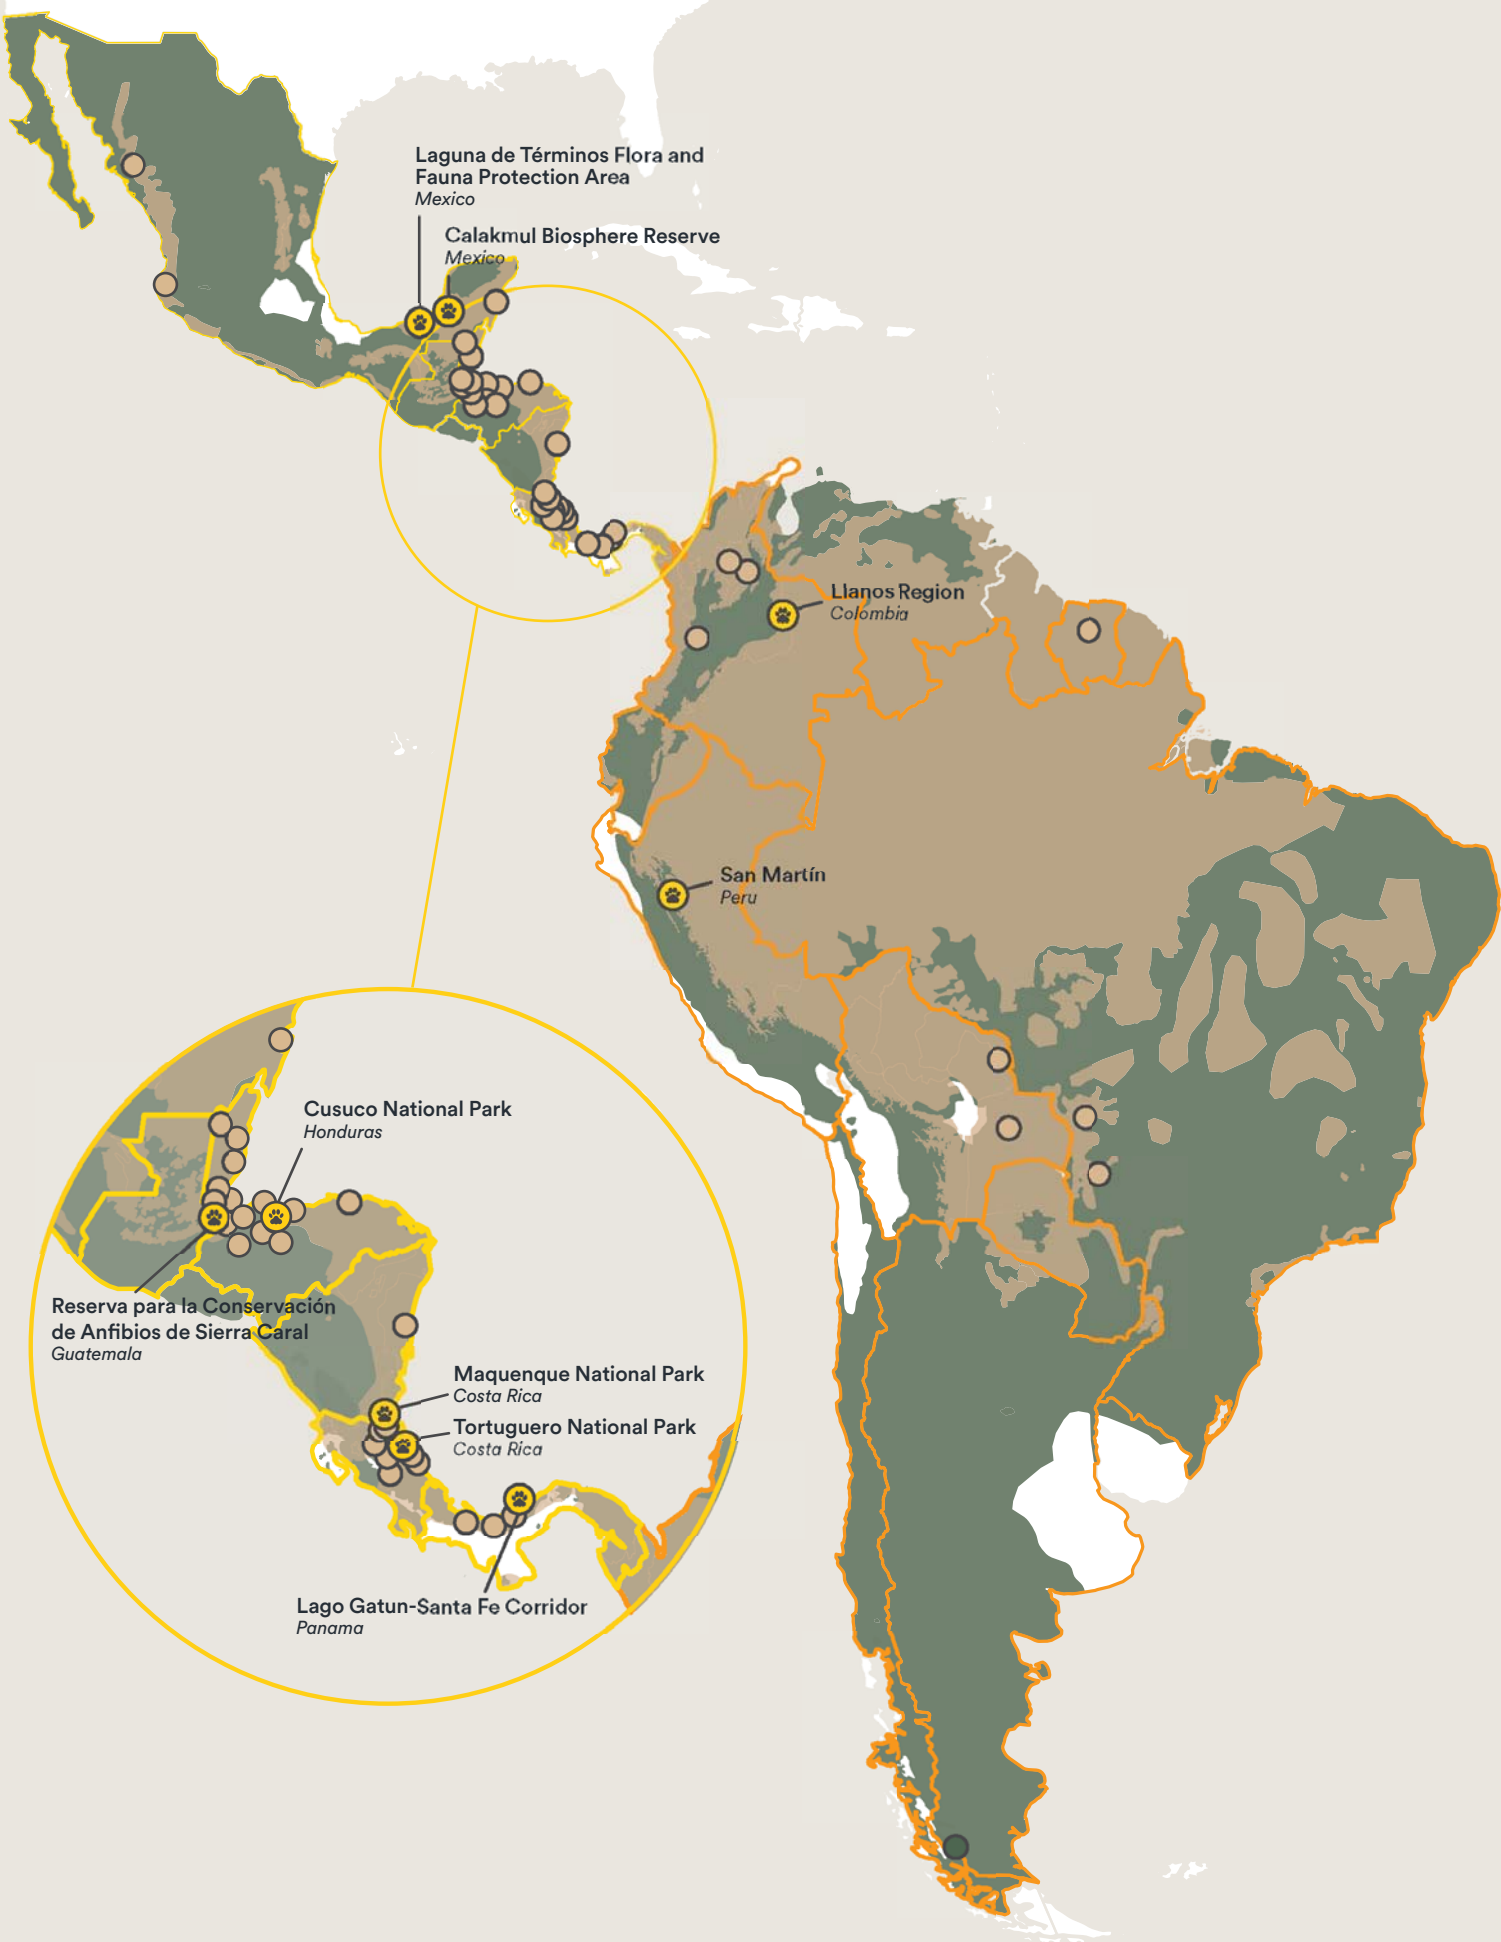 Laguna de Términos Flora and
Fauna Protection Area
Mexico
Calakmul Biosphere Reserve
Mexico
Llanos Region
Colombia
San Martín
Peru
Cusuco National Park
Honduras
Reserva para la Conservación
de Anfibios de Sierra Caral
Guatemala
Maquenque National Park
Costa Rica
Tortuguero National Park
Costa Rica
Lago Gatun-Santa Fe Corridor
Panama